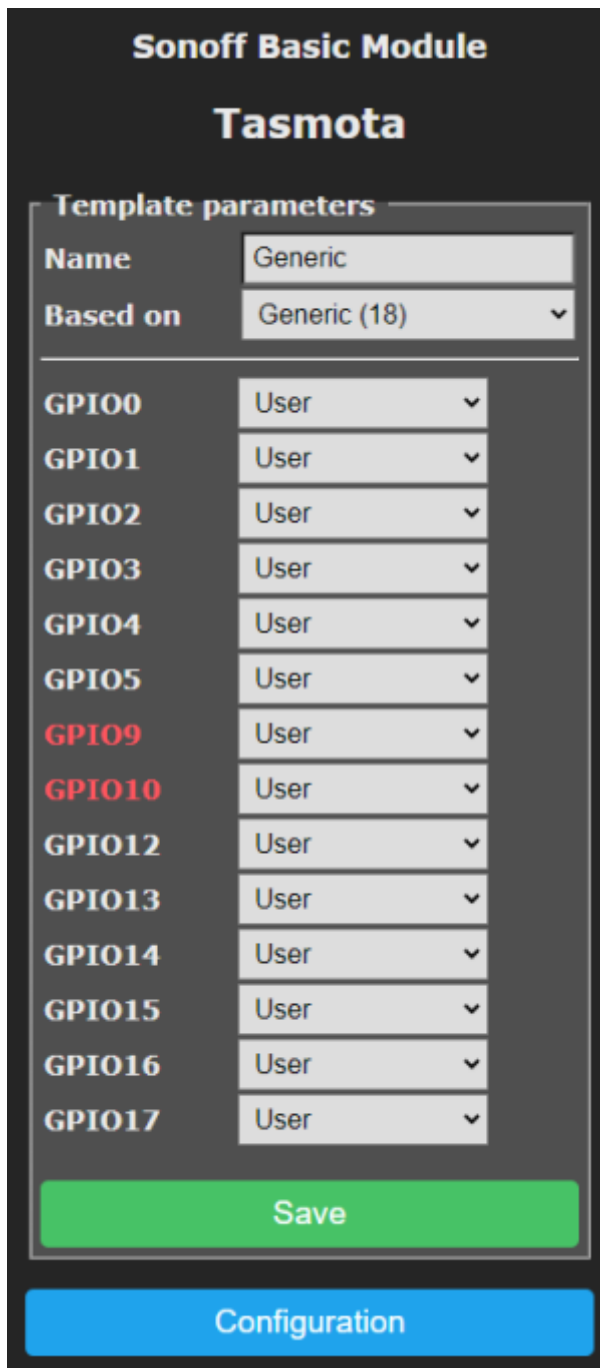 Sonoff Basic Module
Tasmota
Template parameters
Name Generic
Based on Generic (18)
GPIO0 User
GPIO1 User
GPIO2 User
GPIO3 User
GPIO4 User
GPIO5 User
GPIO9 User
GPIO10 User
GPIO12 User
GPIO13 User
GPIO14 User
GPIO15 User
GPIO16 User
GPIO17 User
Save
Configuration